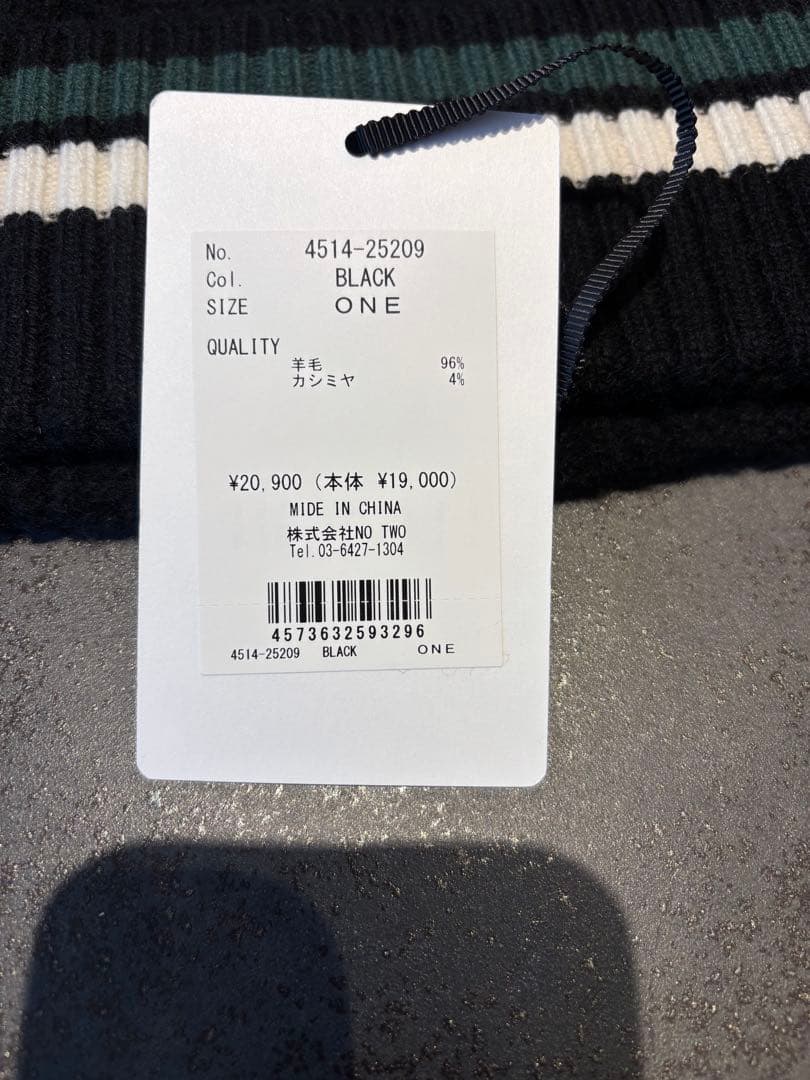 No. 4514-25209
Col. BLACK
SIZE ONE
QUALITY
羊毛 96%
カシミヤ 4%
¥20,900 (本体 ¥19,000)
MIDE IN CHINA
株式会社NO TWO
Tel.03-6427-1304
4573632593296
4514-25209 BLACK ONE